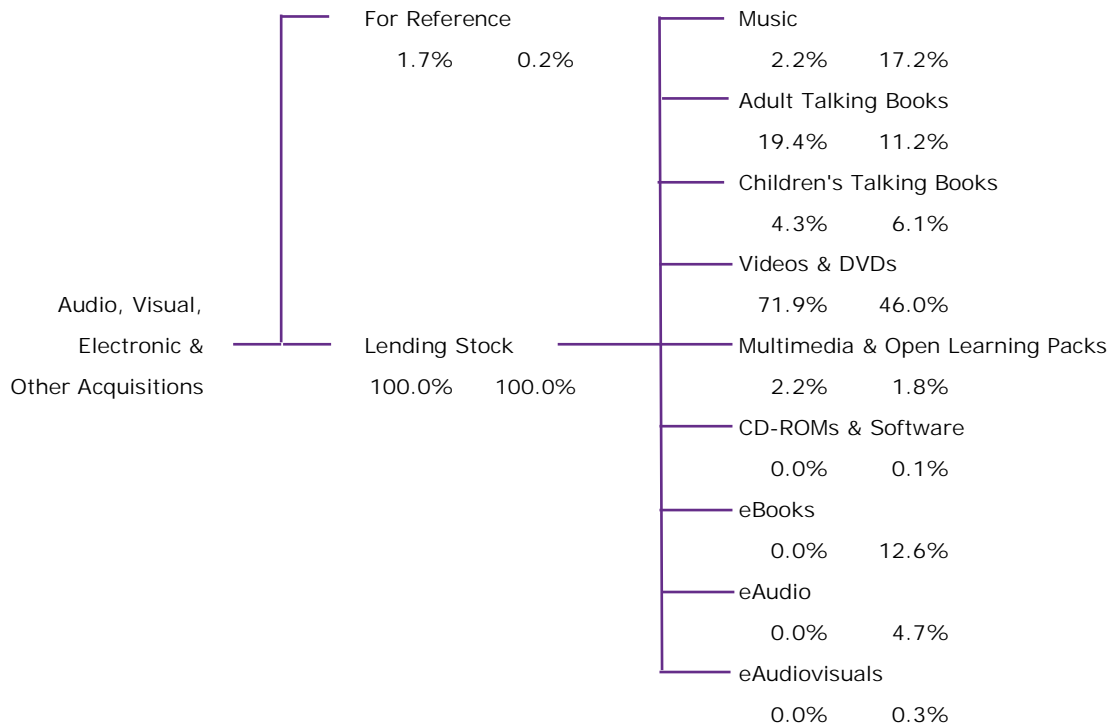 For Reference
1.7% 0.2%
Audio, Visual,
Electronic &
Other Acquisitions
Lending Stock
100.0% 100.0%
Music
2.2% 17.2%
Adult Talking Books
19.4% 11.2%
Children's Talking Books
4.3% 6.1%
Videos & DVDs
71.9% 46.0%
Multimedia & Open Learning Packs
2.2% 1.8%
CD-ROMs & Software
0.0% 0.1%
eBooks
0.0% 12.6%
eAudio
0.0% 4.7%
eAudiovisuals
0.0% 0.3%